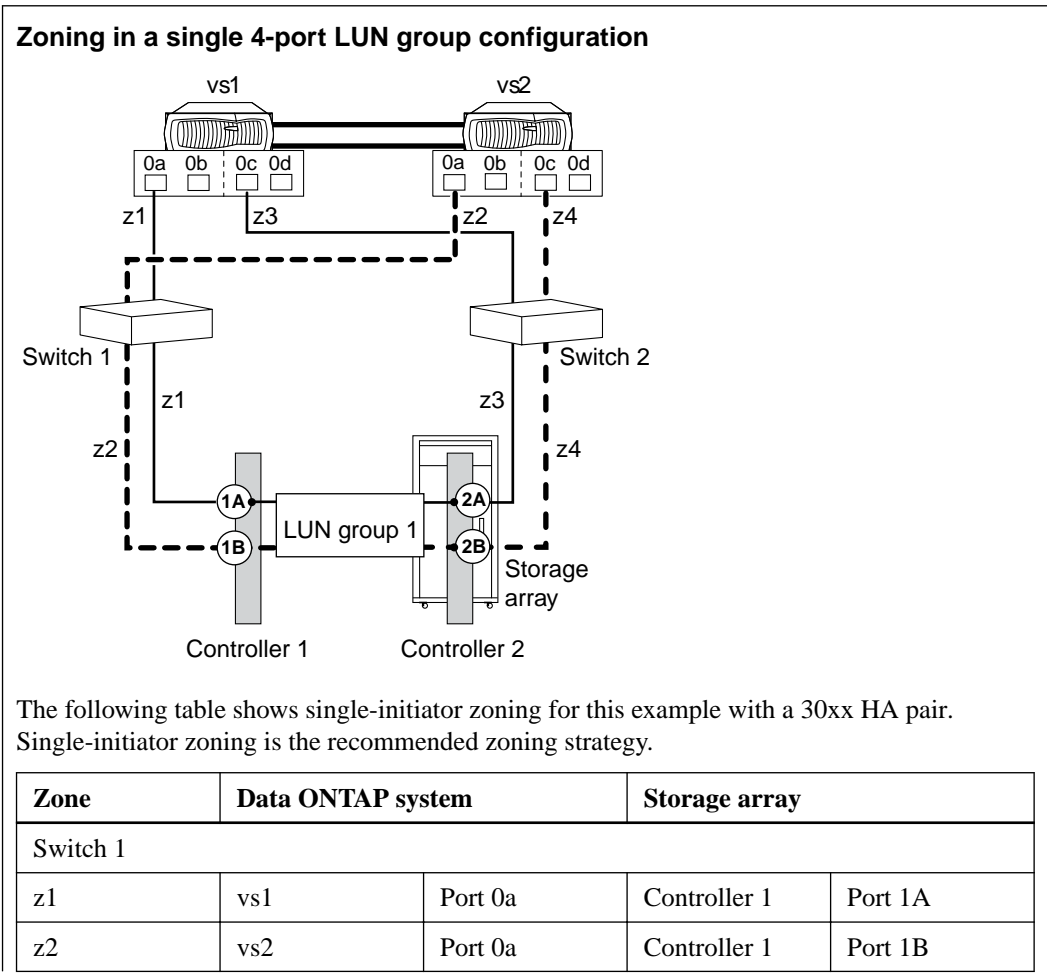 Zoning in a single 4-port LUN group configuration
vs1 vs2
0a 0b 0c 0d 0a 0b 0c 0d
z1 z3 z2 z4
Switch 1 Switch 2
z1 z3
z2 z4
1A 2A
LUN group 1
1B 2B
Storage
array
Controller 1 Controller 2
The following table shows single-initiator zoning for this example with a 30xx HA pair.
Single-initiator zoning is the recommended zoning strategy.
Zone Data ONTAP system Storage array
Switch 1
z1 vs1 Port 0a Controller 1 Port 1A
z2 vs2 Port 0a Controller 1 Port 1B